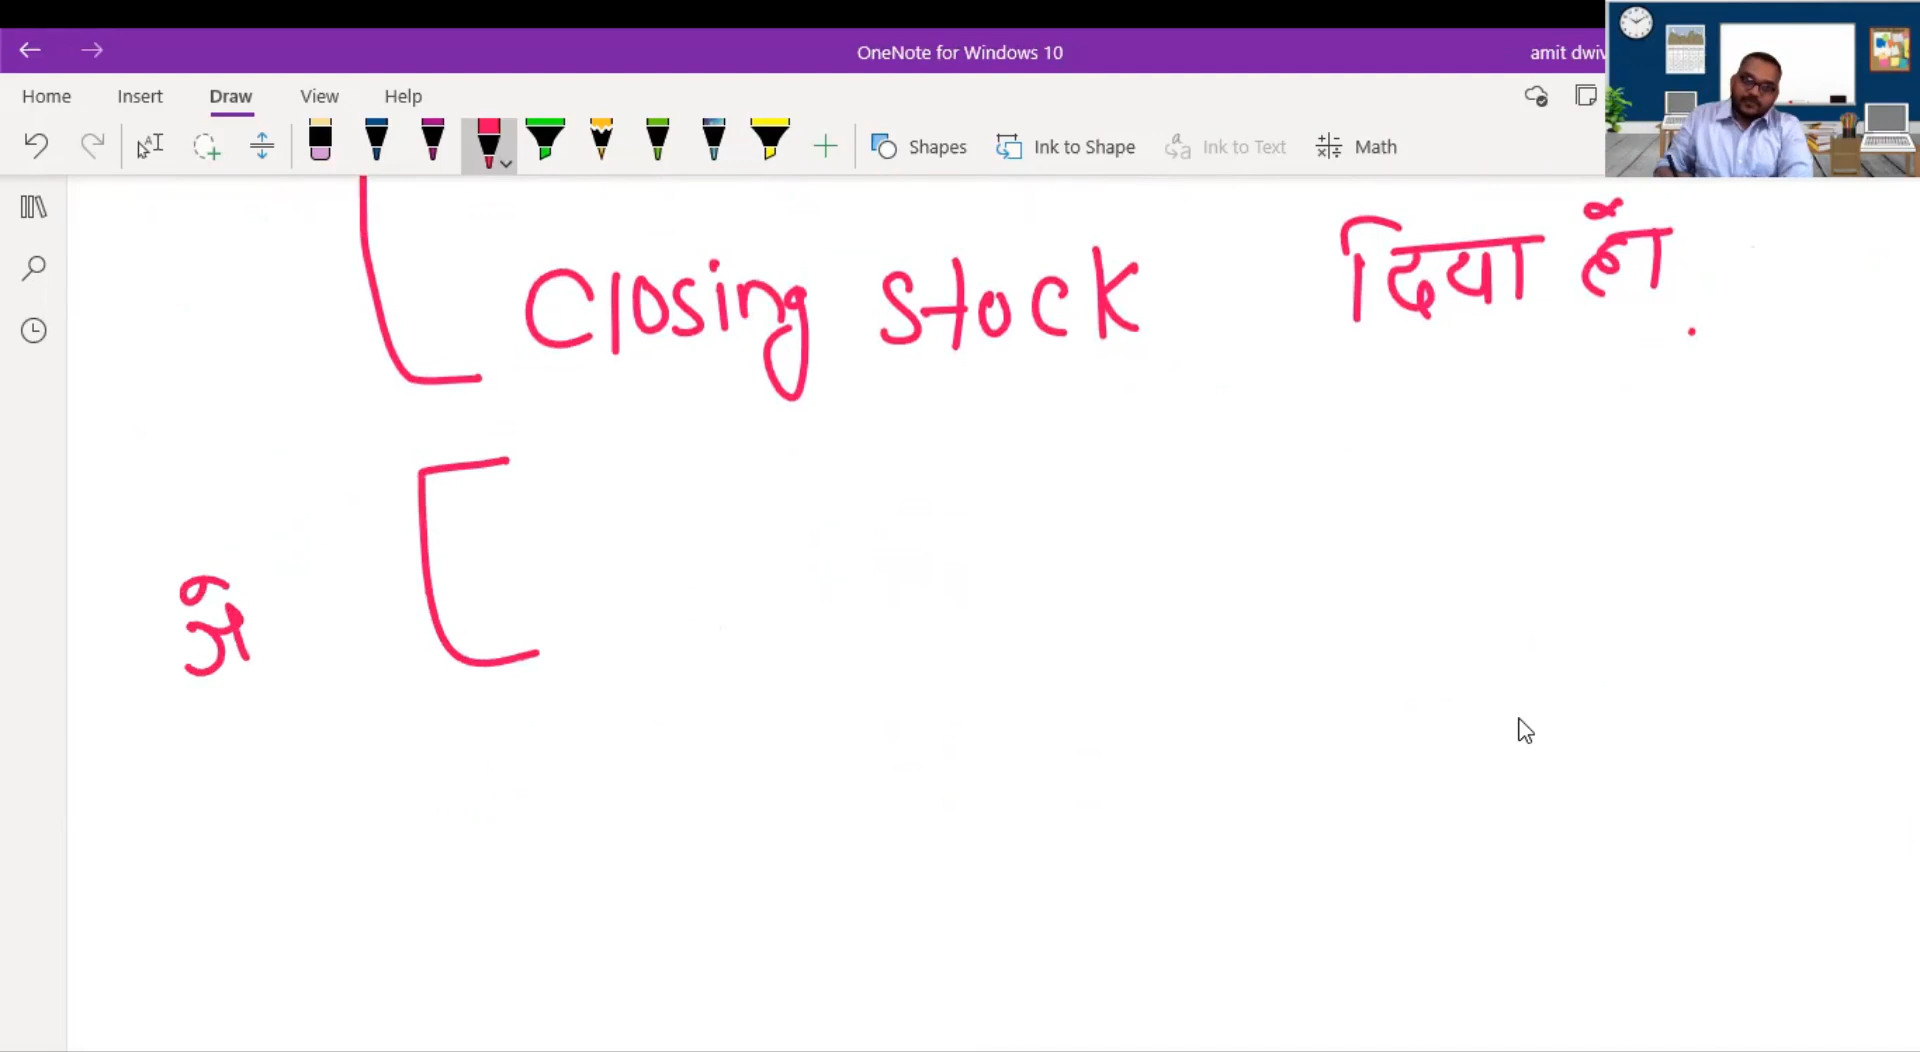 OneNote for Windows 10
amit dwiv
Home Insert Draw View Help
Shapes Ink to Shape Ink to Text Math
Closing stock दिया हो.